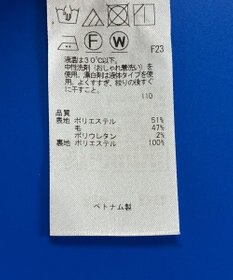 F W
F23
液温は30℃以下。
中性洗剤(おしゃれ着洗い)を
使用。漂白剤は液体タイプを使
用。よくすすぎ、絞りの後すぐ
に干すこと。
110
品質
表地 ポリエステル 51%
毛 47%
ポリウレタン 2%
裏地 ポリエステル 100%
ベトナム製